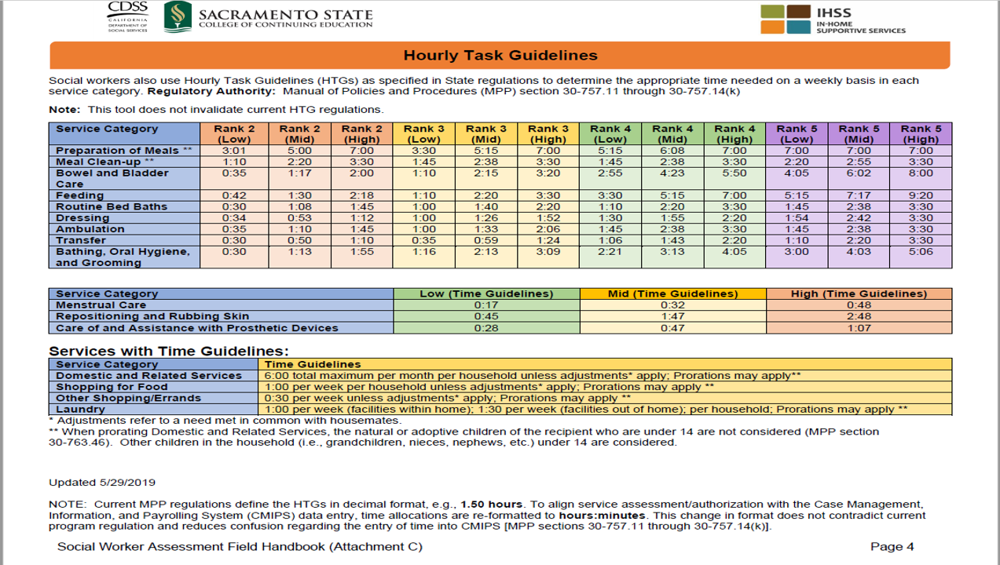 CDSS
CALIFORNIA
DEPARTMENT OF
SOCIAL SERVICES
SACRAMENTO STATE
COLLEGE OF CONTINUING EDUCATION
IHSS
IN-HOME
SUPPORTIVE SERVICES
Hourly Task Guidelines
Social workers also use Hourly Task Guidelines (HTGs) as specified in State regulations to determine the appropriate time needed on a weekly basis in each
service category. Regulatory Authority: Manual of Policies and Procedures (MPP) section 30-757.11 through 30-757.14(k)
Note: This tool does not invalidate current HTG regulations.
Service Category Rank 2 (Low) Rank 2 (Mid) Rank 2 (High) Rank 3 (Low) Rank 3 (Mid) Rank 3 (High) Rank 4 (Low) Rank 4 (Mid) Rank 4 (High) Rank 5 (Low) Rank 5 (Mid) Rank 5 (High)
Preparation of Meals ** 3:01 5:00 7:00 3:30 5:15 7:00 5:15 6:08 7:00 7:00 7:00 7:00
Meal Clean-up ** 1:10 2:20 3:30 1:45 2:38 3:30 1:45 2:38 3:30 2:20 2:55 3:30
Bowel and Bladder Care 0:35 1:17 2:00 1:10 2:15 3:20 2:55 4:23 5:50 4:05 6:02 8:00
Feeding 0:42 1:30 2:18 1:10 2:20 3:30 3:30 5:15 7:00 5:15 7:17 9:20
Routine Bed Baths 0:30 1:08 1:45 1:00 1:40 2:20 1:10 2:20 3:30 1:45 2:38 3:30
Dressing 0:34 0:53 1:12 1:00 1:26 1:52 1:30 1:55 2:20 1:54 2:42 3:30
Ambulation 0:35 1:10 1:45 1:00 1:33 2:06 1:45 2:38 3:30 1:45 2:38 3:30
Transfer 0:30 0:50 1:10 0:35 0:59 1:24 1:06 1:43 2:20 1:10 2:20 3:30
Bathing, Oral Hygiene, and Grooming 0:30 1:13 1:55 1:16 2:13 3:09 2:21 3:13 4:05 3:00 4:03 5:06
Service Category Low (Time Guidelines) Mid (Time Guidelines) High (Time Guidelines)
Menstrual Care 0:17 0:32 0:48
Repositioning and Rubbing Skin 0:45 1:47 2:48
Care of and Assistance with Prosthetic Devices 0:28 0:47 1:07
Services with Time Guidelines:
Service Category Time Guidelines
Domestic and Related Services 6:00 total maximum per month per household unless adjustments* apply; Prorations may apply**
Shopping for Food 1:00 per week per household unless adjustments* apply; Prorations may apply **
Other Shopping/Errands 0:30 per week unless adjustments* apply; Prorations may apply **
Laundry 1:00 per week (facilities within home); 1:30 per week (facilities out of home); per household; Prorations may apply **
* Adjustments refer to a need met in common with housemates.
** When prorating Domestic and Related Services, the natural or adoptive children of the recipient who are under 14 are not considered (MPP section
30-763.46). Other children in the household (i.e., grandchildren, nieces, nephews, etc.) under 14 are considered.
Updated 5/29/2019
NOTE: Current MPP regulations define the HTGs in decimal format, e.g., 1.50 hours. To align service assessment/authorization with the Case Management,
Information, and Payrolling System (CMIPS) data entry, time allocations are re-formatted to hours:minutes. This change in format does not contradict current
program regulation and reduces confusion regarding the entry of time into CMIPS [MPP sections 30-757.11 through 30-757.14(k)].
Social Worker Assessment Field Handbook (Attachment C)
Page 4